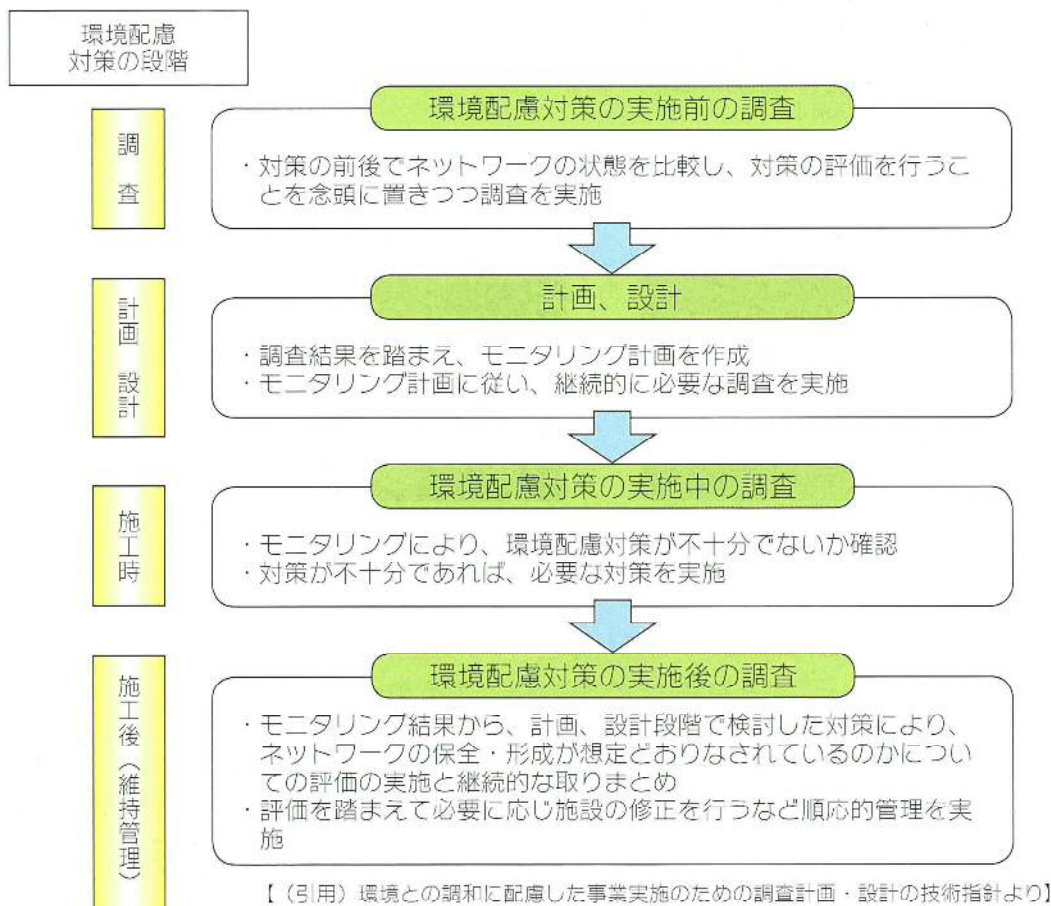 環境配慮
対策の段階
調査
環境配慮対策の実施前の調査
・対策の前後でネットワークの状態を比較し、対策の評価を行うこ
とを念頭に置きつつ調査を実施
計画 設計
計画、設計
・調査結果を踏まえ、モニタリング計画を作成
・モニタリング計画に従い、継続的に必要な調査を実施
施工時
環境配慮対策の実施中の調査
・モニタリングにより、環境配慮対策が不十分でないか確認
・対策が不十分であれば、必要な対策を実施
施工後（維持管理）
環境配慮対策の実施後の調査
・モニタリング結果から、計画、設計段階で検討した対策により、
ネットワークの保全・形成が想定どおりなされているのかについ
ての評価の実施と継続的な取りまとめ
・評価を踏まえて必要に応じ施設の修正を行うなど順応的管理を実
施
【（引用）環境との調和に配慮した事業実施のための調査計画・設計の技術指針より】